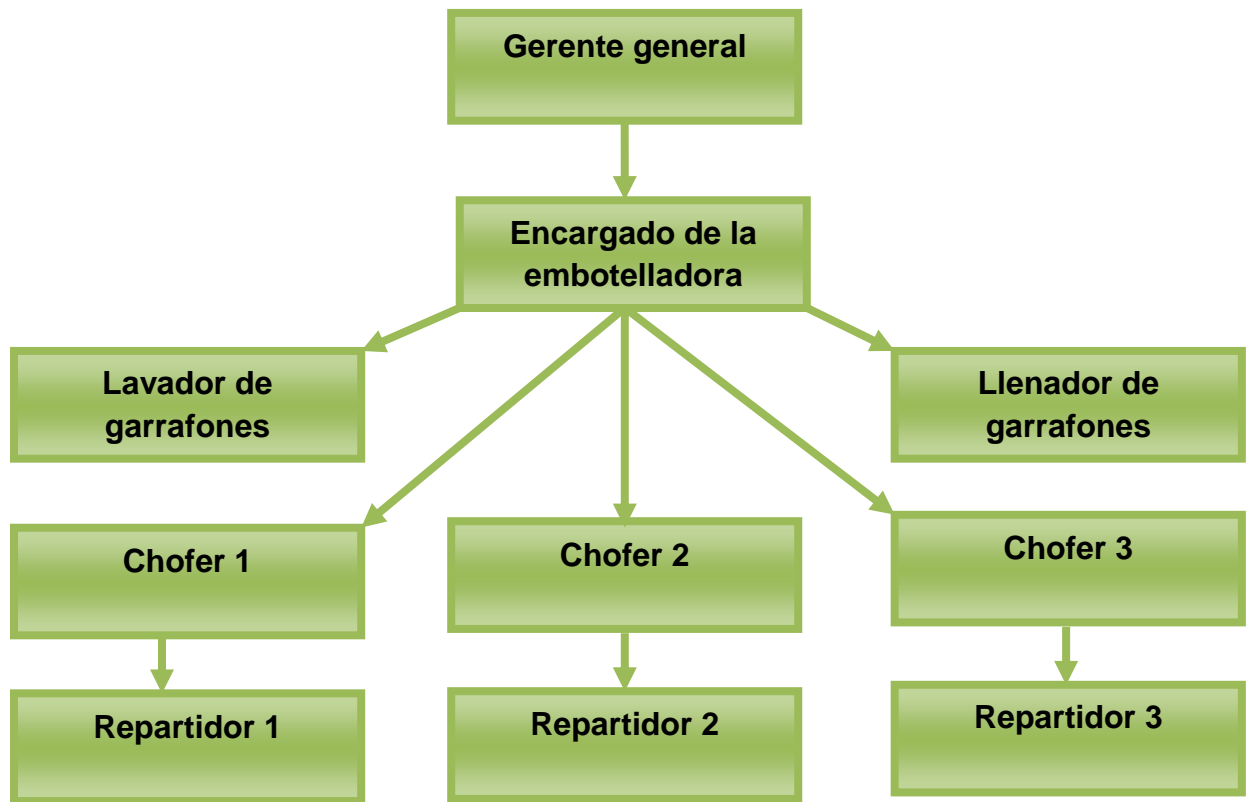 Gerente general
Encargado de la
embotelladora
Lavador de
garrafones
Llenador de
garrafones
Chofer 1
Chofer 2
Chofer 3
Repartidor 1
Repartidor 2
Repartidor 3